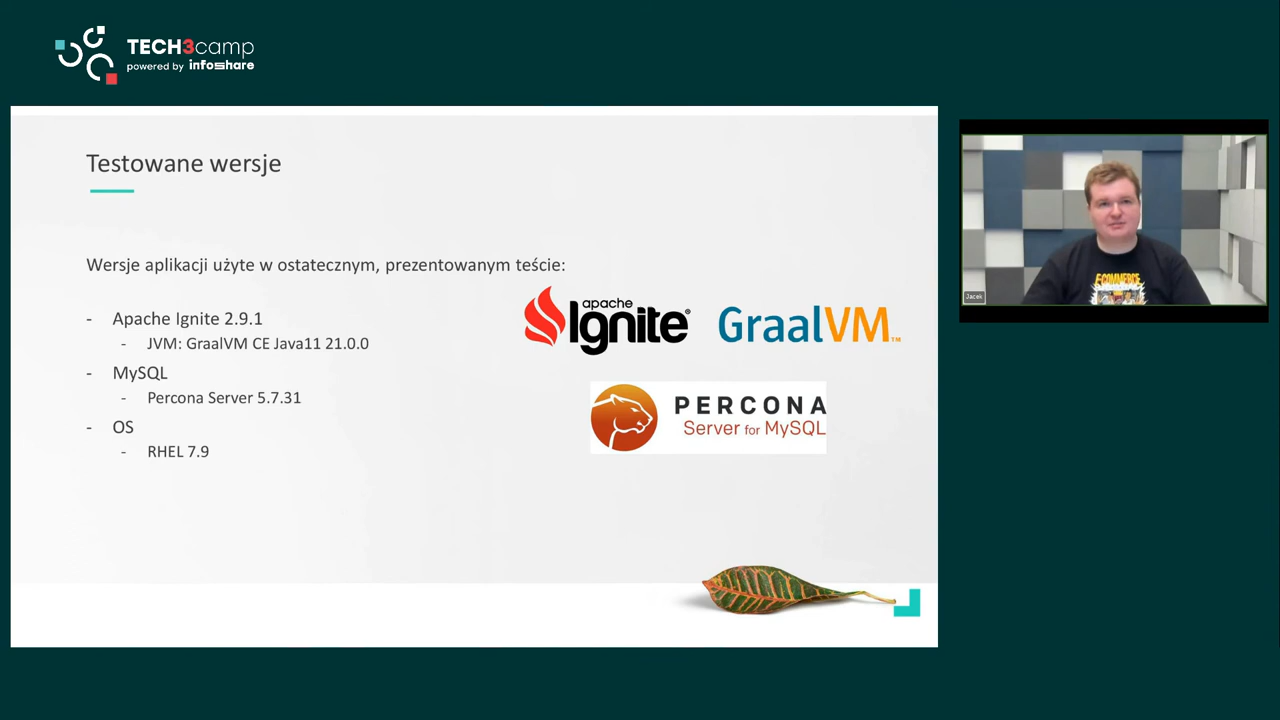 TECH3camp
powered by infoshare
Testowane wersje
Wersje aplikacji użyte w ostatecznym, prezentowanym teście:
- Apache Ignite 2.9.1
- JVM: GraalVM CE Java11 21.0.0
- MySQL
- Percona Server 5.7.31
- OS
- RHEL 7.9
apache
Ignite®
GraalVM™
PERCONA
Server for MySQL
Jacek
E-COMMERCE